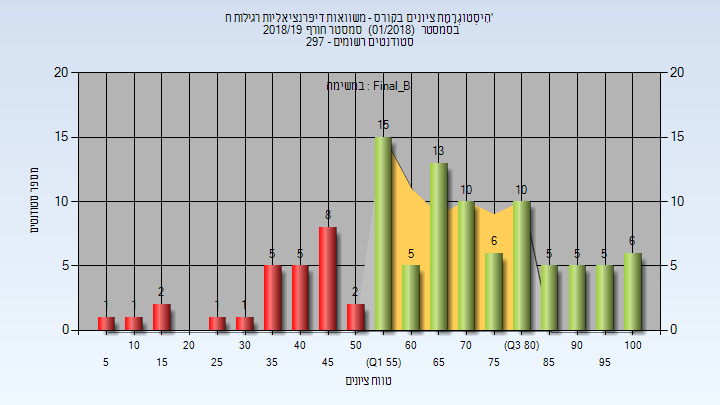 היסטוגרמת ציונים בקורס - משוואות דיפרנציאליות רגילות ח'
בסמסטר (01/2018) סמסטר חורף 2018/19
סטודנטים רשומים - 297
במשימה : Final_B
20 20
15 15
10 10
5 5
0 0
מספר סטודנטים
1 1 2 1 1 5 5 8 2 15 5 13 10 6 10 5 5 5 6
10 20 30 40 50 60 70 (Q3 80) 90 100
5 15 25 35 45 (Q1 55) 65 75 85 95
טווח ציונים